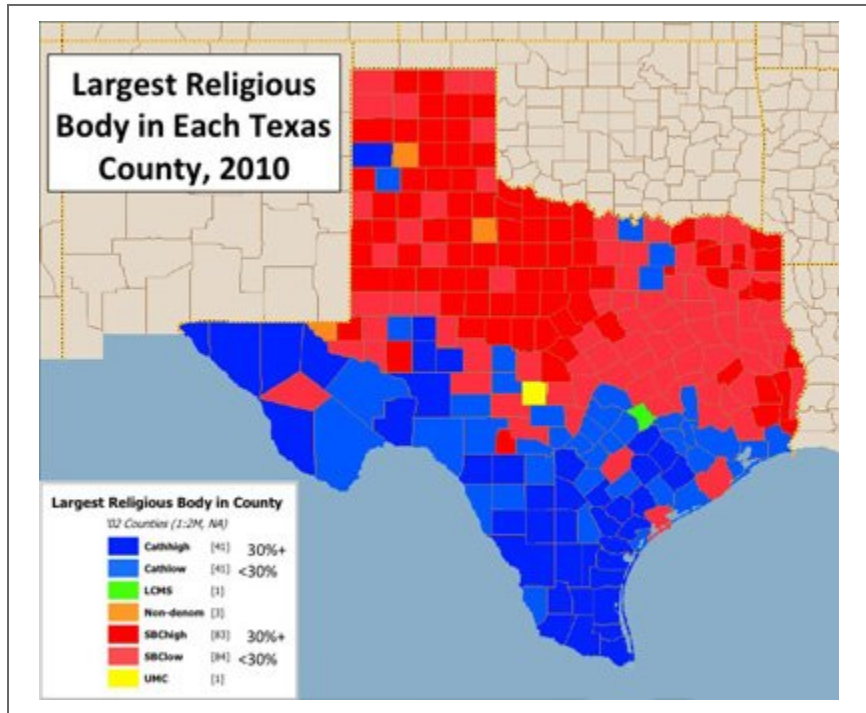 Largest Religious
Body in Each Texas
County, 2010
Largest Religious Body in County
'02 Counties (1:2M, NA)
Cathhigh [41] 30%+
Cathlow [41] <30%
LCMS [1]
Non-denom [3]
SBChigh [83] 30%+
SBClow [84] <30%
UMC [1]